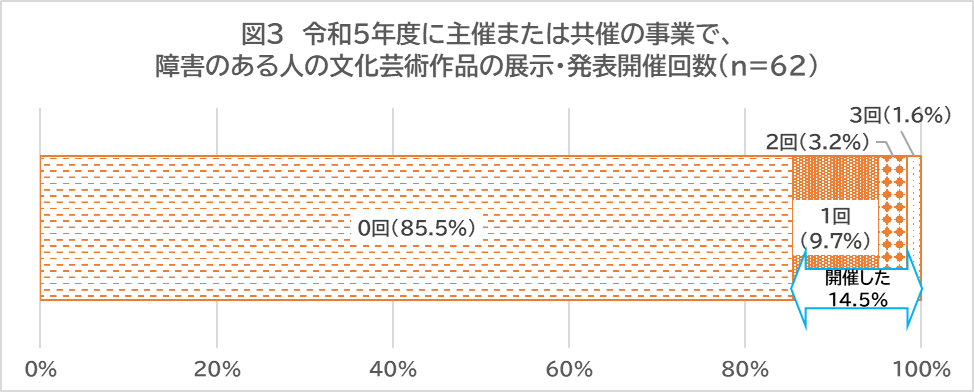 図3　令和5年度に主催または共催の事業で、
障害のある人の文化芸術作品の展示・発表開催回数（n=62）
3回（1.6%）
2回（3.2%）
0回（85.5%）
1回
（9.7%）
開催した
14.5%
0%
20%
40%
60%
80%
100%